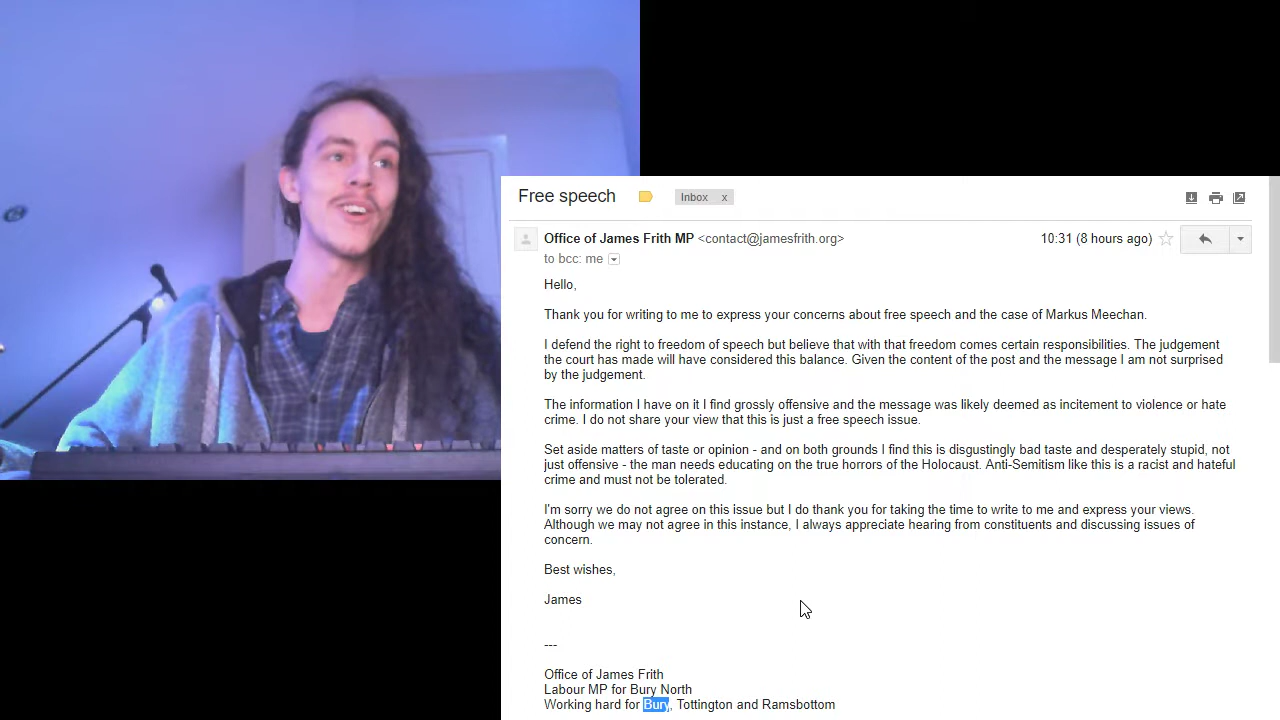 Free speech
Inbox x
Office of James Frith MP <contact@jamesfrith.org>
10:31 (8 hours ago)
to bcc: me
Hello,
Thank you for writing to me to express your concerns about free speech and the case of Markus Meechan.
I defend the right to freedom of speech but believe that with that freedom comes certain responsibilities. The judgement
the court has made will have considered this balance. Given the content of the post and the message I am not surprised
by the judgement.
The information I have on it I find grossly offensive and the message was likely deemed as incitement to violence or hate
crime. I do not share your view that this is just a free speech issue.
Set aside matters of taste or opinion - and on both grounds I find this is disgustingly bad taste and desperately stupid, not
just offensive - the man needs educating on the true horrors of the Holocaust. Anti-Semitism like this is a racist and hateful
crime and must not be tolerated.
I'm sorry we do not agree on this issue but I do thank you for taking the time to write to me and express your views.
Although we may not agree in this instance, I always appreciate hearing from constituents and discussing issues of
concern.
Best wishes,
James
---
Office of James Frith
Labour MP for Bury North
Working hard for Bury, Tottington and Ramsbottom